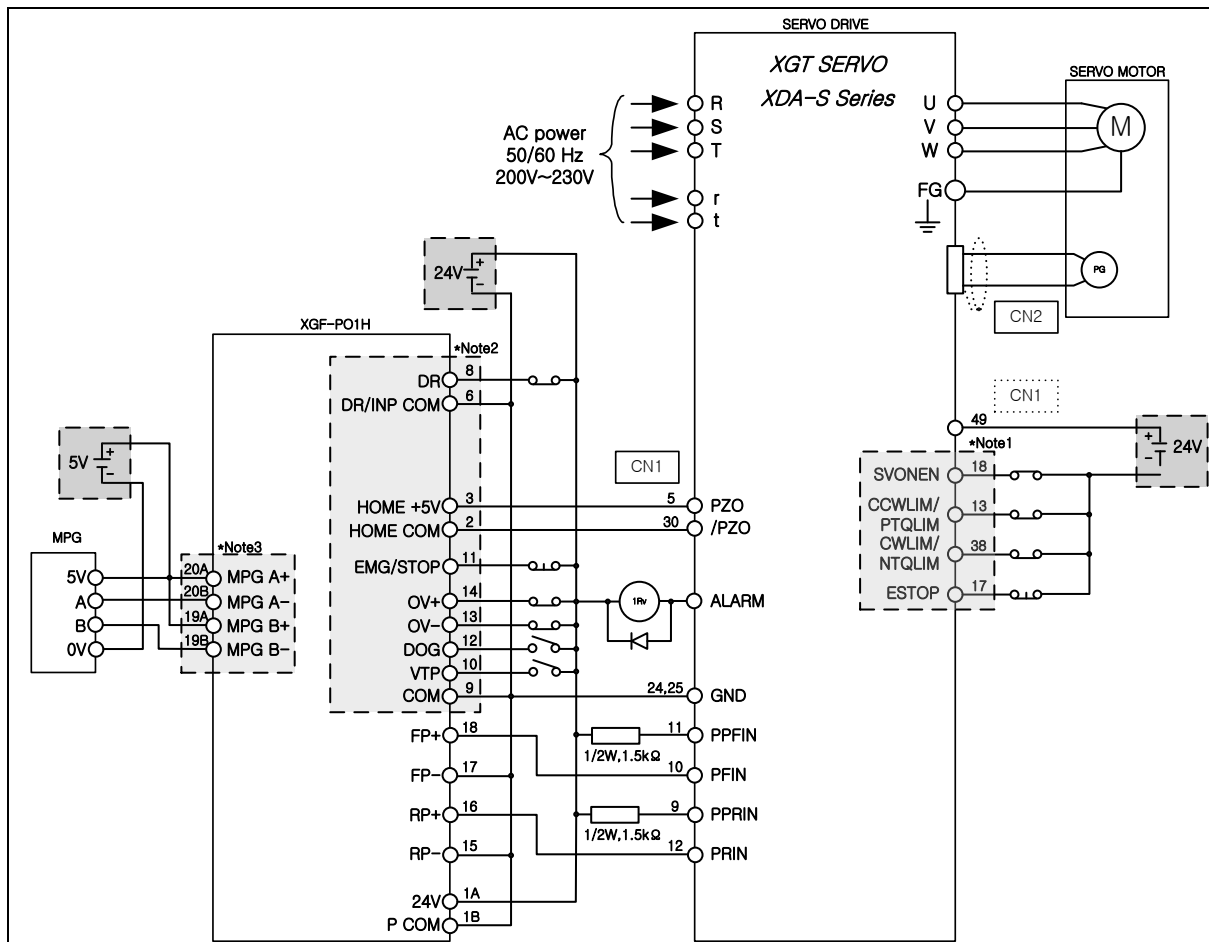 SERVO DRIVE
XGT SERVO
XDA-S Series
SERVO MOTOR
AC power
50/60 Hz
200V~230V
R
S
T
r
t
U
V
W
FG
M
PG
CN2
24V
+
-
XGF-PO1H
*Note2
DR 8
DR/INP COM 6
HOME +5V 3
HOME COM 2
EMG/STOP 11
OV+ 14
OV- 13
DOG 12
VTP 10
COM 9
FP+ 18
FP- 17
RP+ 16
RP- 15
24V 1A
P COM 1B
5V
+
-
MPG
5V
A
B
0V
*Note3
20A MPG A+
20B MPG A-
19A MPG B+
19B MPG B-
CN1
5 PZO
30 /PZO
1Ry ALARM
24,25 GND
11 PPFIN
1/2W,1.5kΩ
10 PFIN
9 PPRIN
1/2W,1.5kΩ
12 PRIN
CN1
49
*Note1
+
-
24V
SVONEN 18
CCWLIM/
PTQLIM 13
CWLIM/
NTQLIM 38
ESTOP 17